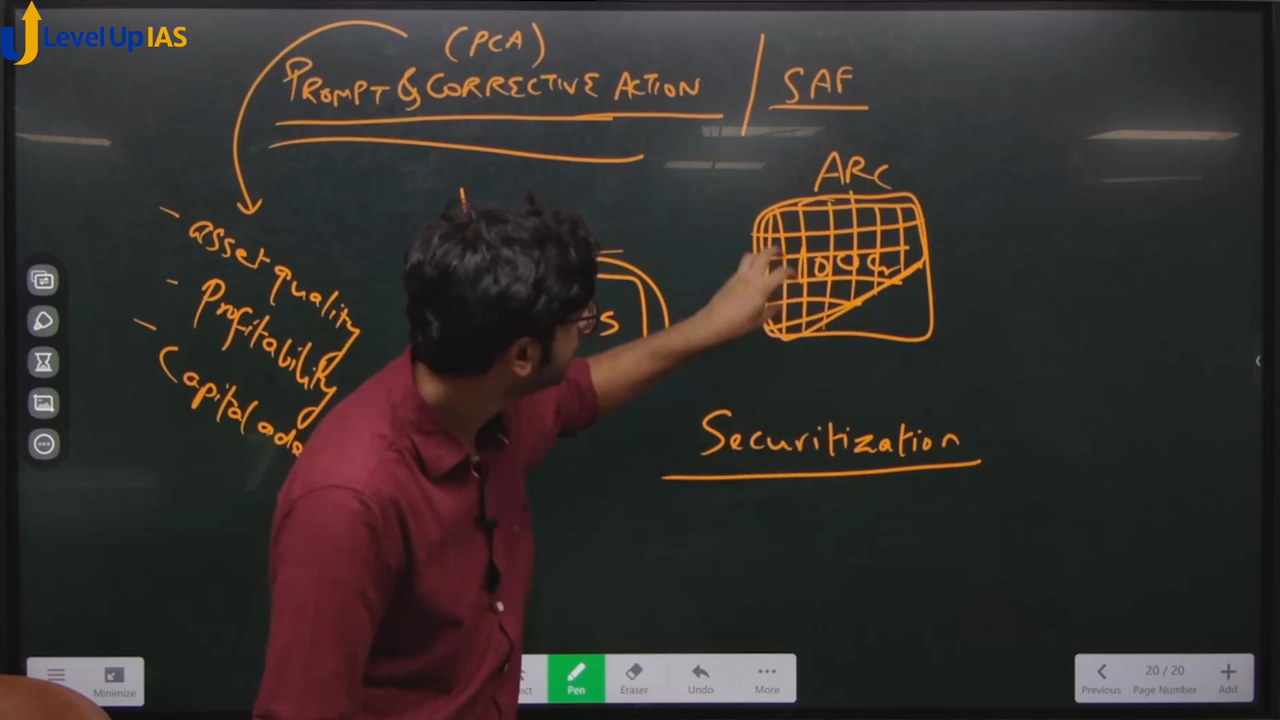 Level Up IAS
(PCA)
PROMPT & CORRECTIVE ACTION / SAF
ARC
- asset quality
- Profitability
- Capital
S
Securitization
Minimize
Pen
Eraser
Undo
More
Previous
20 / 20
Page Number
Add